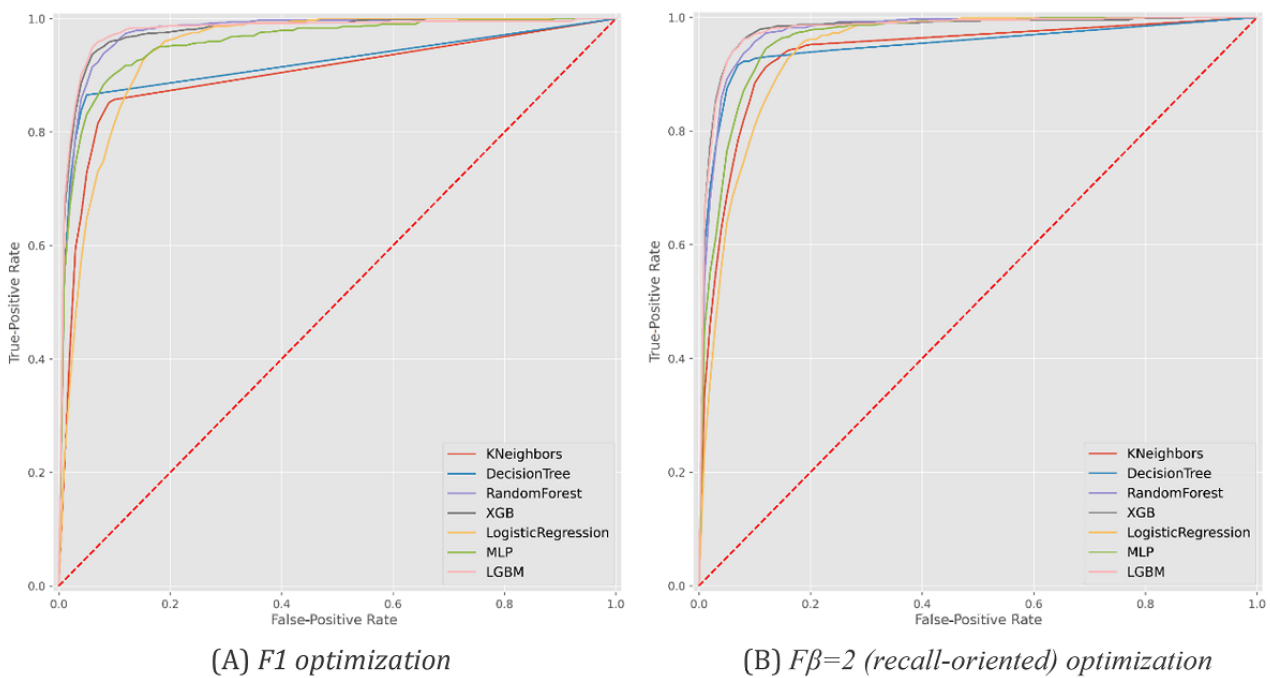 1.0
0.8
0.6
0.4
0.2
0.0
True-Positive Rate
0.0 0.2 0.4 0.6 0.8 1.0
False-Positive Rate
KNeighbors
DecisionTree
RandomForest
XGB
LogisticRegression
MLP
LGBM
(A) F1 optimization
1.0
0.8
0.6
0.4
0.2
0.0
True-Positive Rate
0.0 0.2 0.4 0.6 0.8 1.0
False-Positive Rate
KNeighbors
DecisionTree
RandomForest
XGB
LogisticRegression
MLP
LGBM
(B) Fβ=2 (recall-oriented) optimization